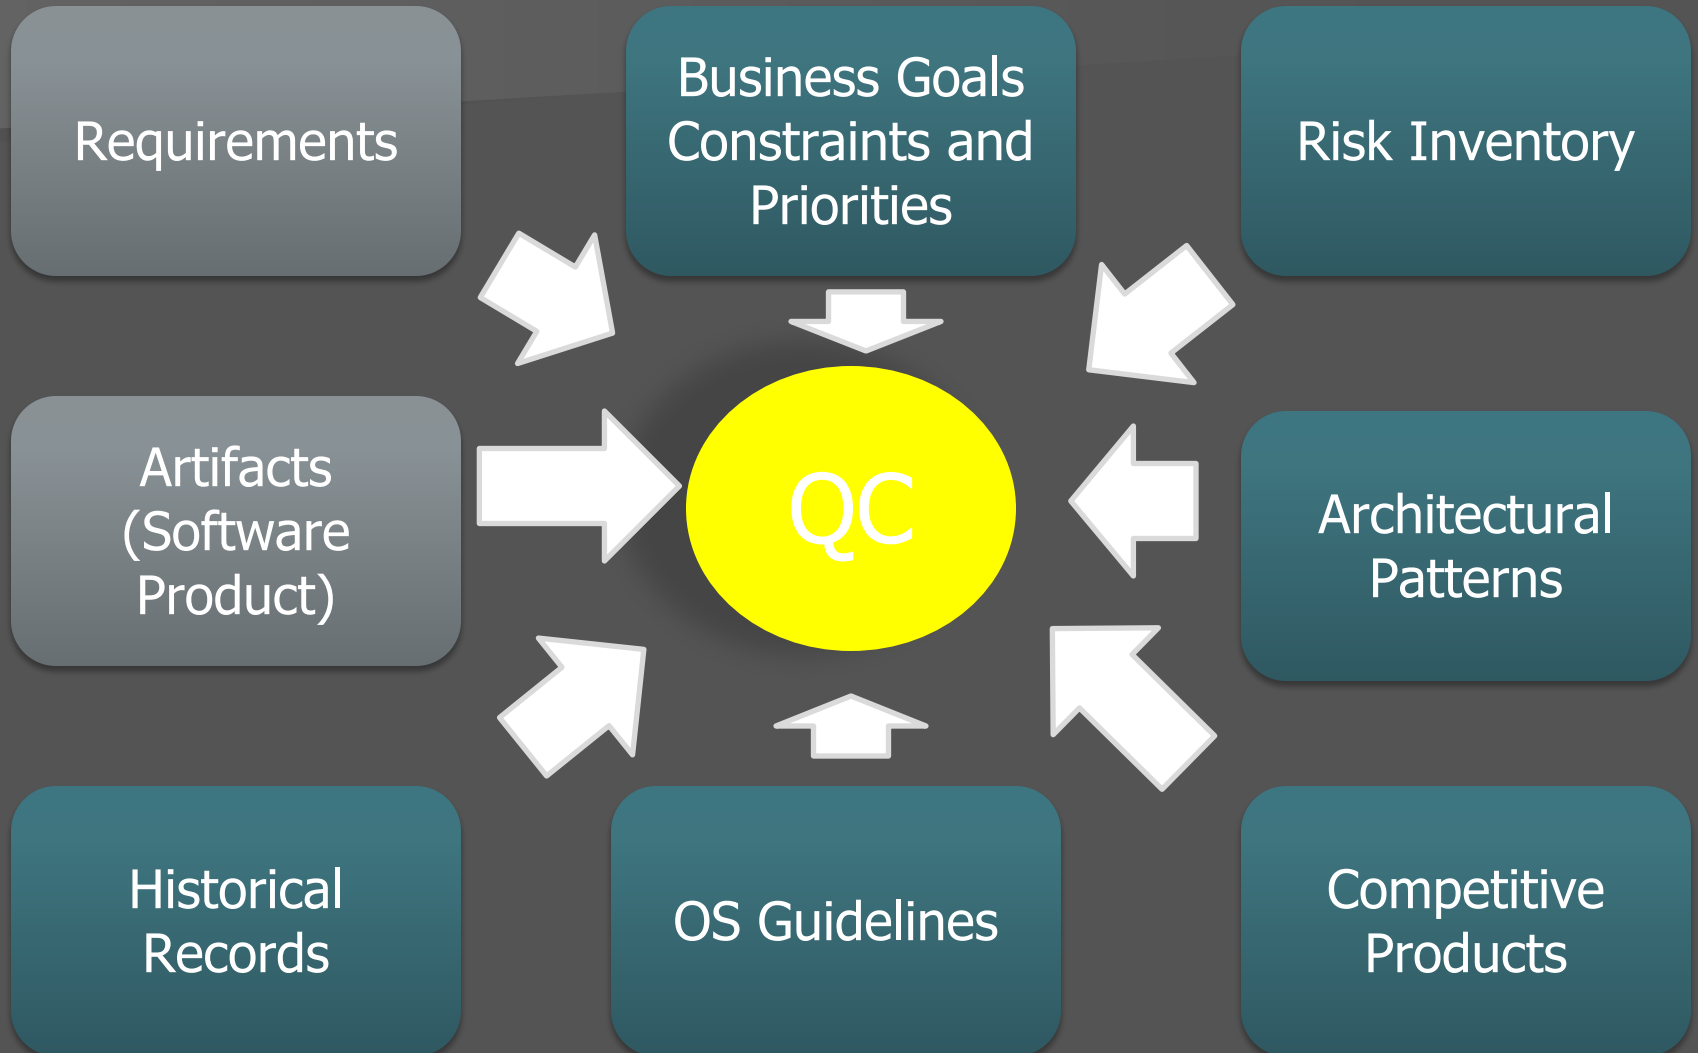 Requirements
Business Goals
Constraints and
Priorities
Risk Inventory
Artifacts
(Software
Product)
QC
Architectural
Patterns
Historical
Records
OS Guidelines
Competitive
Products